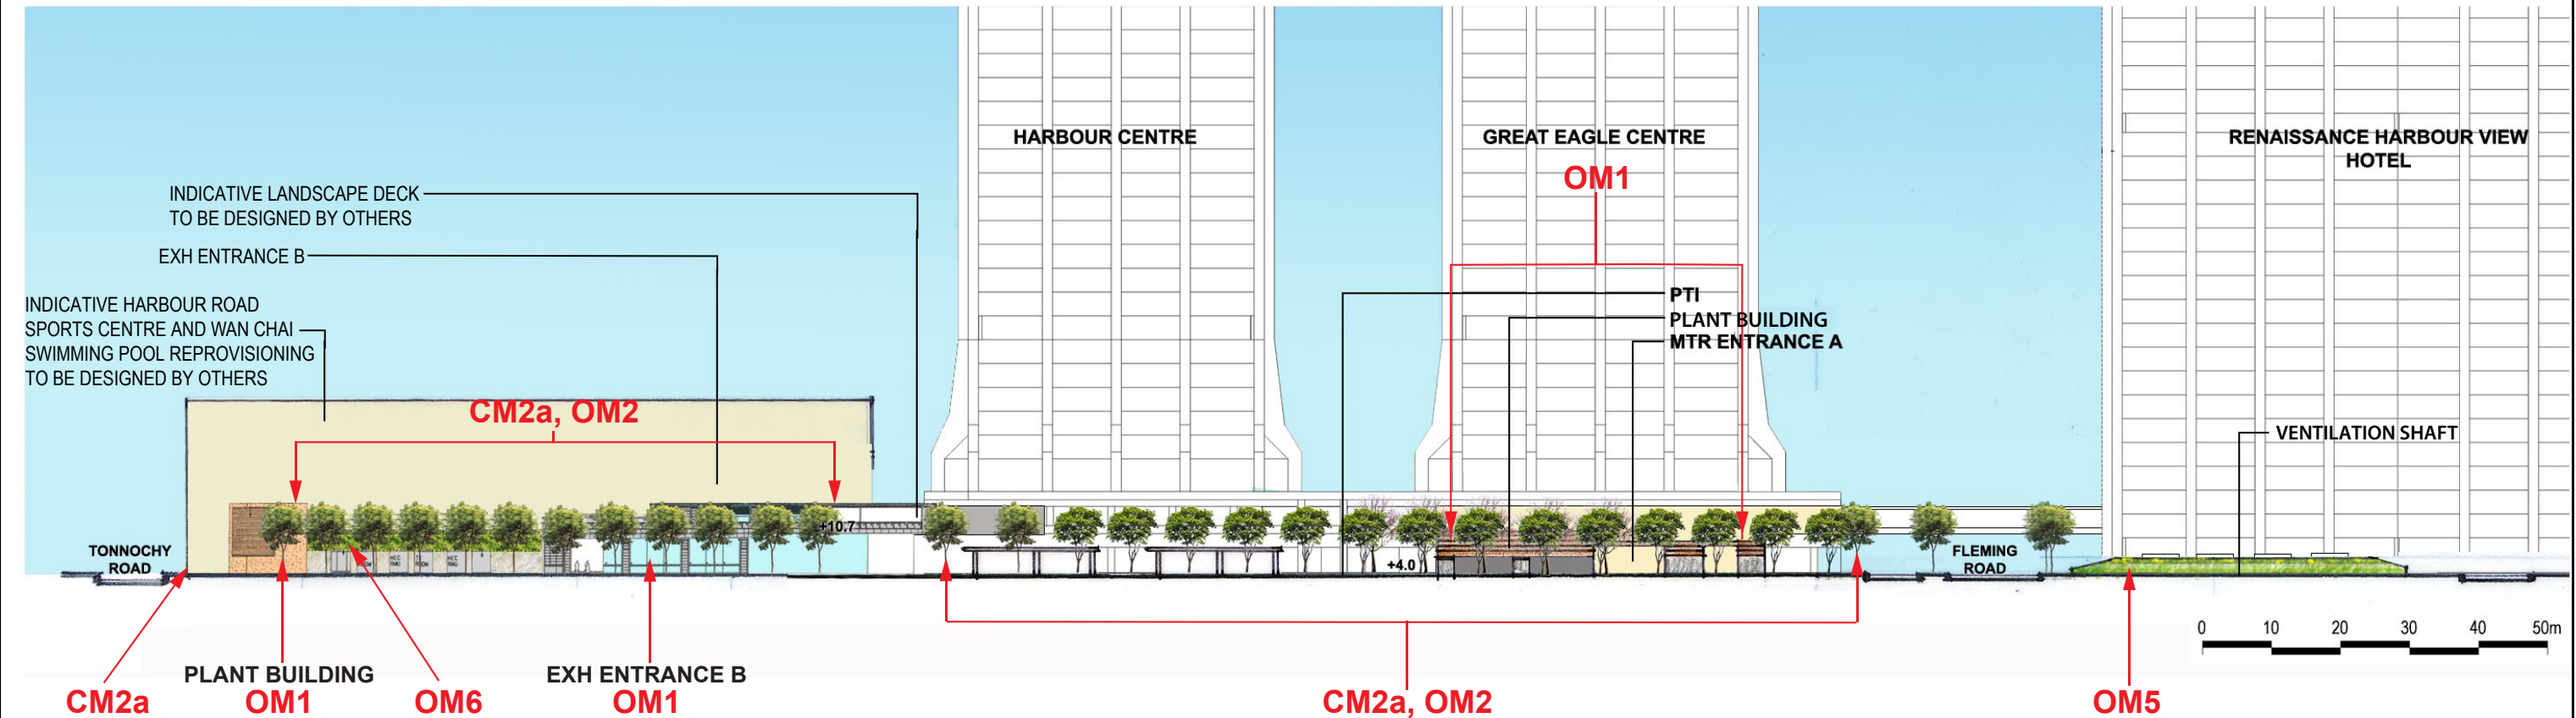 HARBOUR CENTRE
GREAT EAGLE CENTRE
OM1
RENAISSANCE HARBOUR VIEW
HOTEL
INDICATIVE LANDSCAPE DECK
TO BE DESIGNED BY OTHERS
EXH ENTRANCE B
INDICATIVE HARBOUR ROAD
SPORTS CENTRE AND WAN CHAI
SWIMMING POOL REPROVISIONING
TO BE DESIGNED BY OTHERS
PTI
PLANT BUILDING
MTR ENTRANCE A
CM2a, OM2
VENTILATION SHAFT
+10.7
TONNOCHY
ROAD
+4.0
FLEMING
ROAD
0 10 20 30 40 50m
PLANT BUILDING
EXH ENTRANCE B
CM2a
OM1
OM6
OM1
CM2a, OM2
OM5